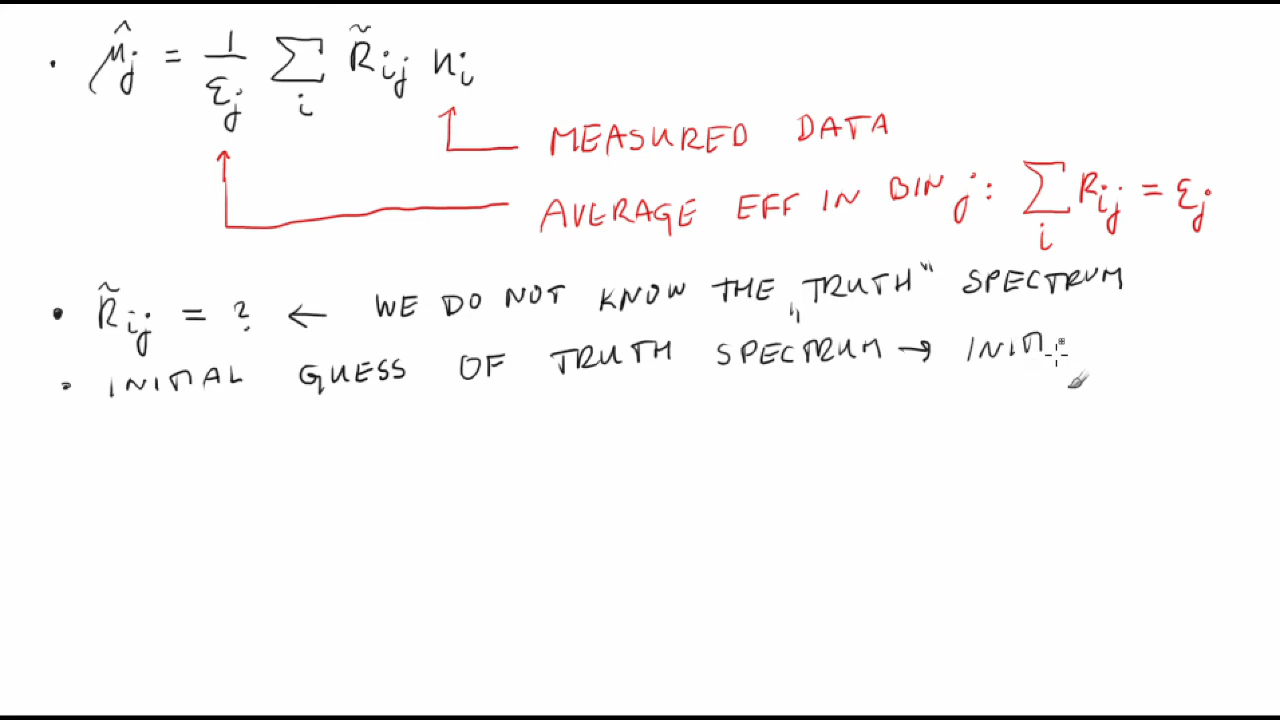 · μ̂_j = 1/ε_j ∑_i R̃_ij n_i
MEASURED DATA
AVERAGE EFF IN BIN j: ∑_i R_ij = ε_j
• R̃_ij = ? ← WE DO NOT KNOW THE „TRUTH" SPECTRUM
• INITIAL GUESS OF TRUTH SPECTRUM →